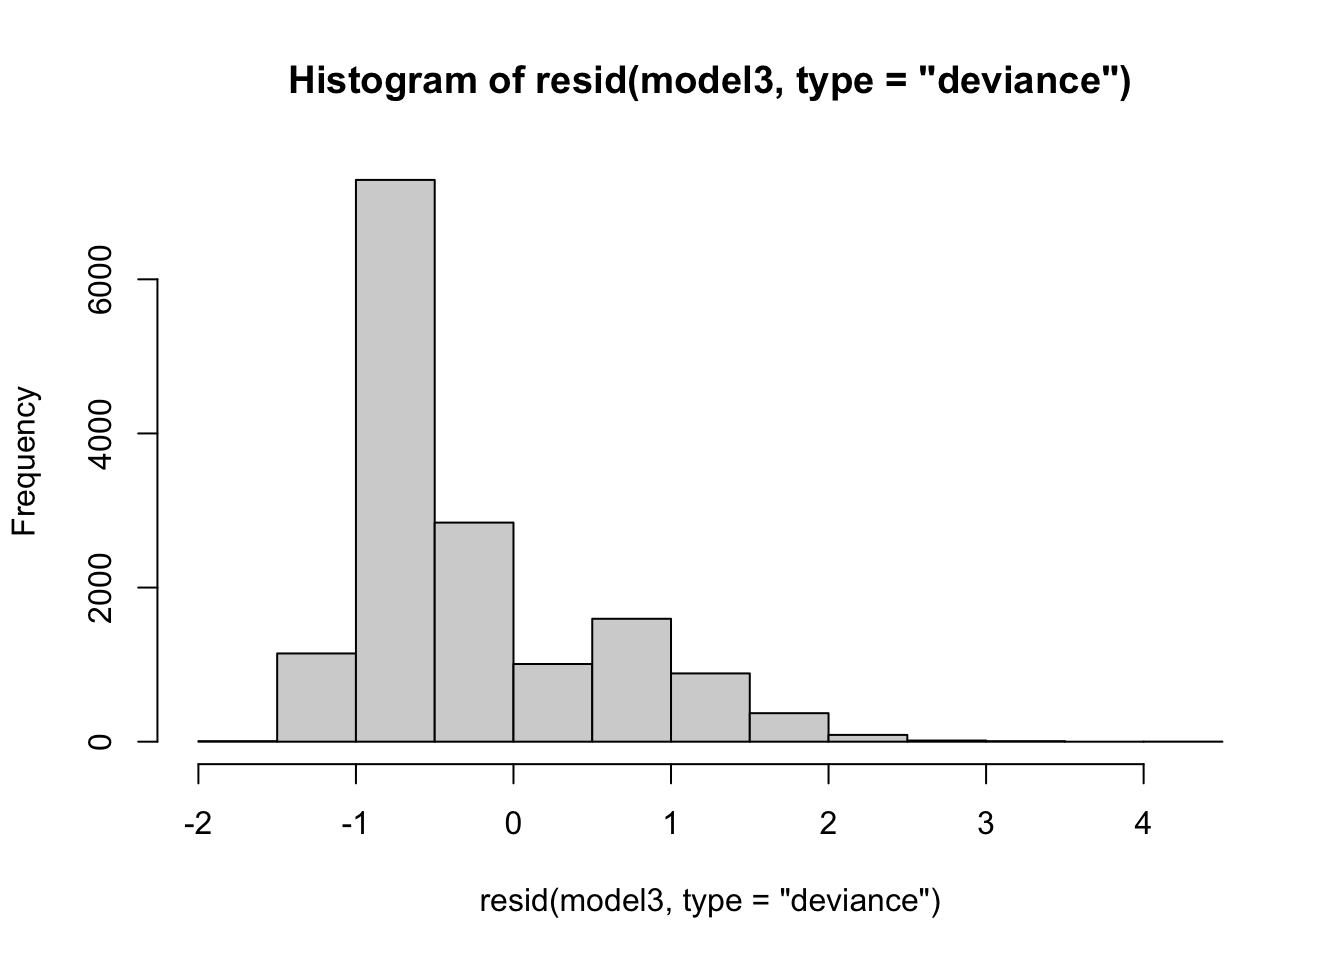 Histogram of resid(model3, type = "deviance")
Frequency
6000
4000
2000
0
-2 -1 0 1 2 3 4
resid(model3, type = "deviance")